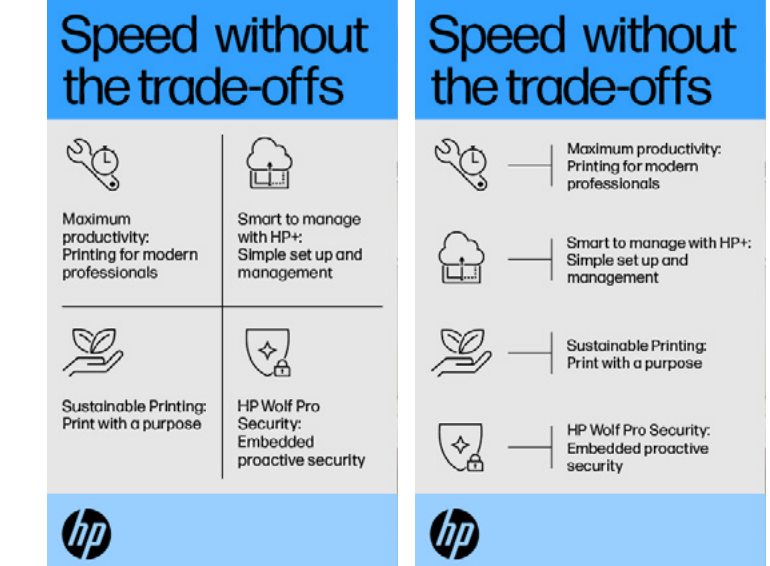 Speed without
the trade-offs
Maximum
productivity:
Printing for modern
professionals
Smart to manage
with HP+:
Simple set up and
management
Sustainable Printing:
Print with a purpose
HP Wolf Pro
Security:
Embedded
proactive security
hp
Speed without
the trade-offs
Maximum productivity:
Printing for modern
professionals
Smart to manage with HP+:
Simple set up and
management
Sustainable Printing:
Print with a purpose
HP Wolf Pro Security:
Embedded proactive
security
hp